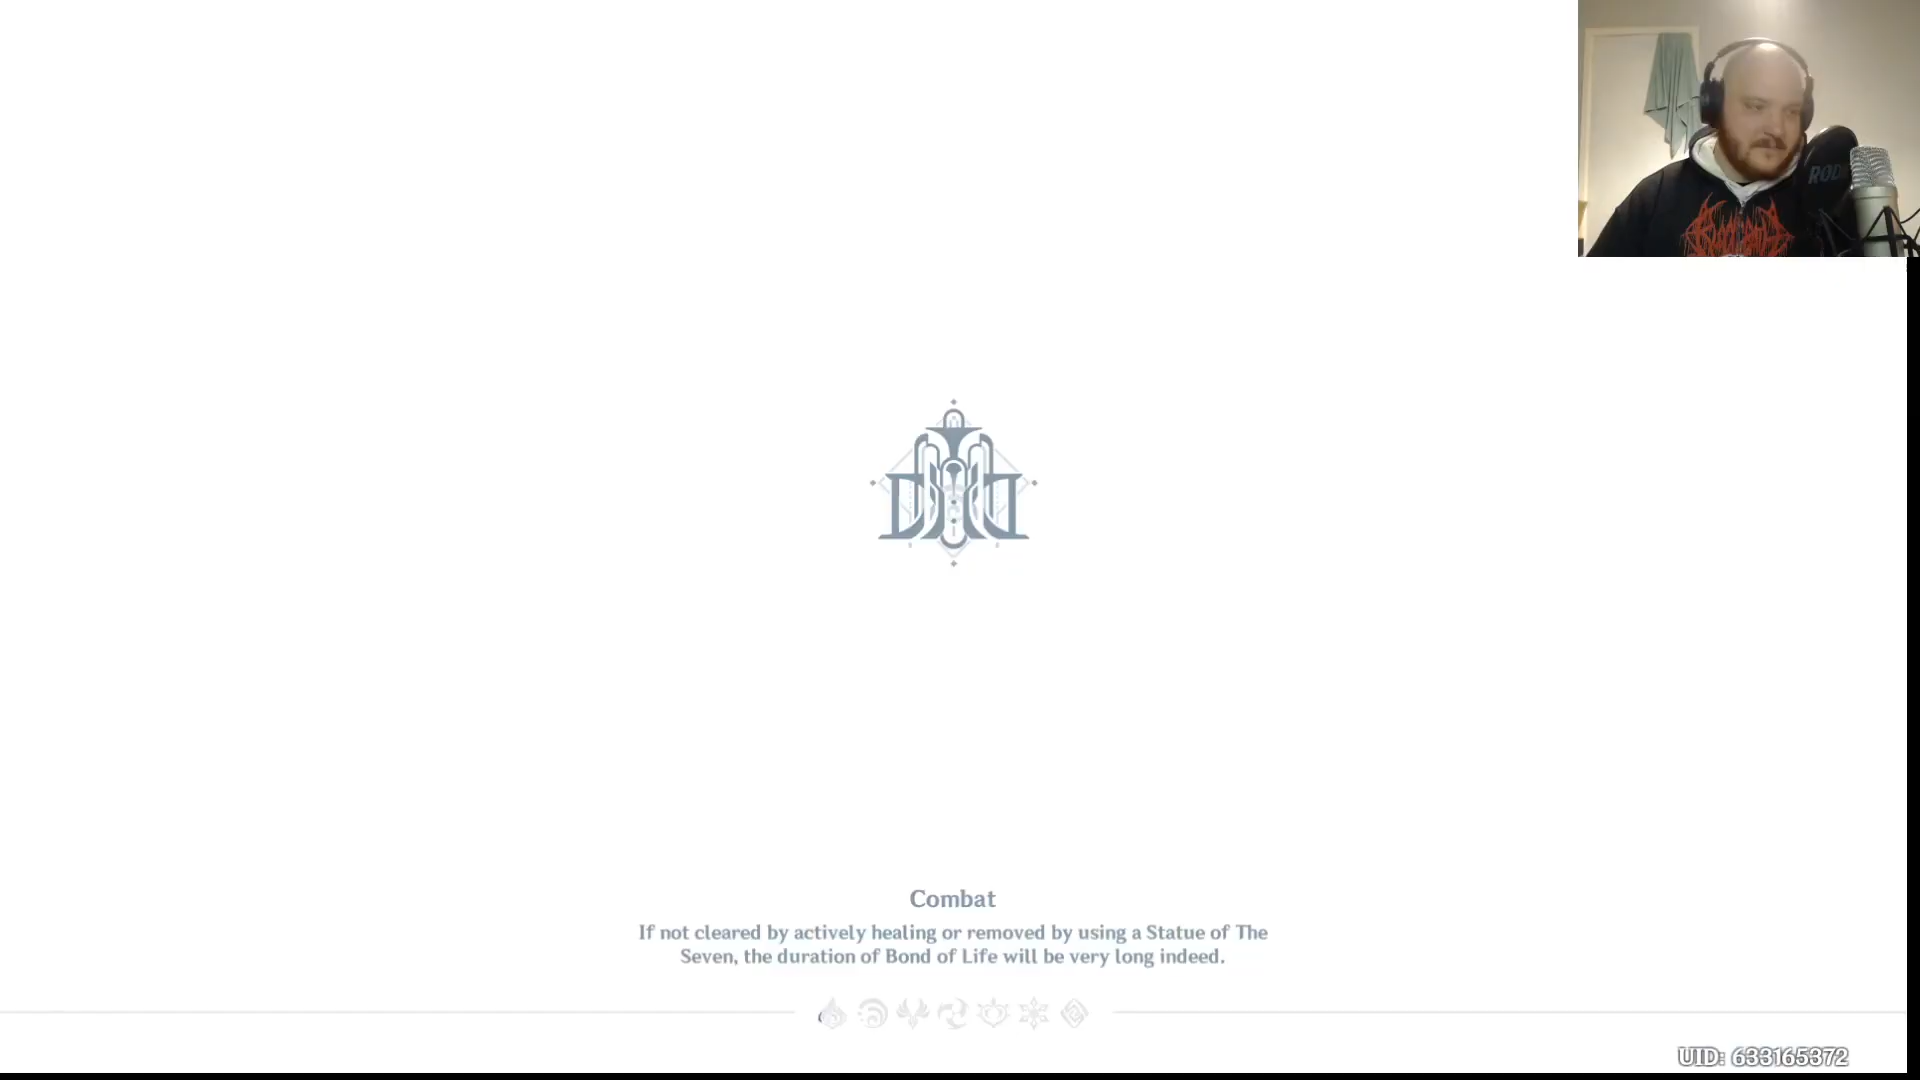 RODE
Combat
If not cleared by actively healing or removed by using a Statue of The
Seven, the duration of Bond of Life will be very long indeed.
UID: 633165372